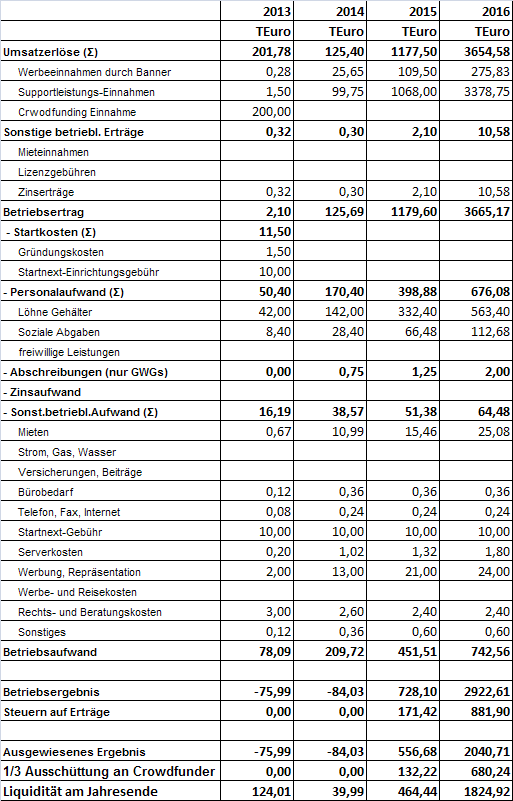 2013 2014 2015 2016
TEuro TEuro TEuro TEuro
Umsatzerlöse (Σ) 201,78 125,40 1177,50 3654,58
Werbeeinnahmen durch Banner 0,28 25,65 109,50 275,83
Supportleistungs-Einnahmen 1,50 99,75 1068,00 3378,75
Crwodfunding Einnahme 200,00
Sonstige betriebl. Erträge 0,32 0,30 2,10 10,58
Mieteinnahmen
Lizenzgebühren
Zinserträge 0,32 0,30 2,10 10,58
Betriebsertrag 2,10 125,69 1179,60 3665,17
- Startkosten (Σ) 11,50
Gründungskosten 1,50
Startnext-Einrichtungsgebühr 10,00
- Personalaufwand (Σ) 50,40 170,40 398,88 676,08
Löhne Gehälter 42,00 142,00 332,40 563,40
Soziale Abgaben 8,40 28,40 66,48 112,68
freiwillige Leistungen
- Abschreibungen (nur GWGs) 0,00 0,75 1,25 2,00
- Zinsaufwand
- Sonst.betriebl.Aufwand (Σ) 16,19 38,57 51,38 64,48
Mieten 0,67 10,99 15,46 25,08
Strom, Gas, Wasser
Versicherungen, Beiträge
Bürobedarf 0,12 0,36 0,36 0,36
Telefon, Fax, Internet 0,08 0,24 0,24 0,24
Startnext-Gebühr 10,00 10,00 10,00 10,00
Serverkosten 0,20 1,02 1,32 1,80
Werbung, Repräsentation 2,00 13,00 21,00 24,00
Werbe- und Reisekosten
Rechts- und Beratungskosten 3,00 2,60 2,40 2,40
Sonstiges 0,12 0,36 0,60 0,60
Betriebsaufwand 78,09 209,72 451,51 742,56
Betriebsergebnis -75,99 -84,03 728,10 2922,61
Steuern auf Erträge 0,00 0,00 171,42 881,90
Ausgewiesenes Ergebnis -75,99 -84,03 556,68 2040,71
1/3 Ausschüttung an Crowdfunder 0,00 0,00 132,22 680,24
Liquidität am Jahresende 124,01 39,99 464,44 1824,92